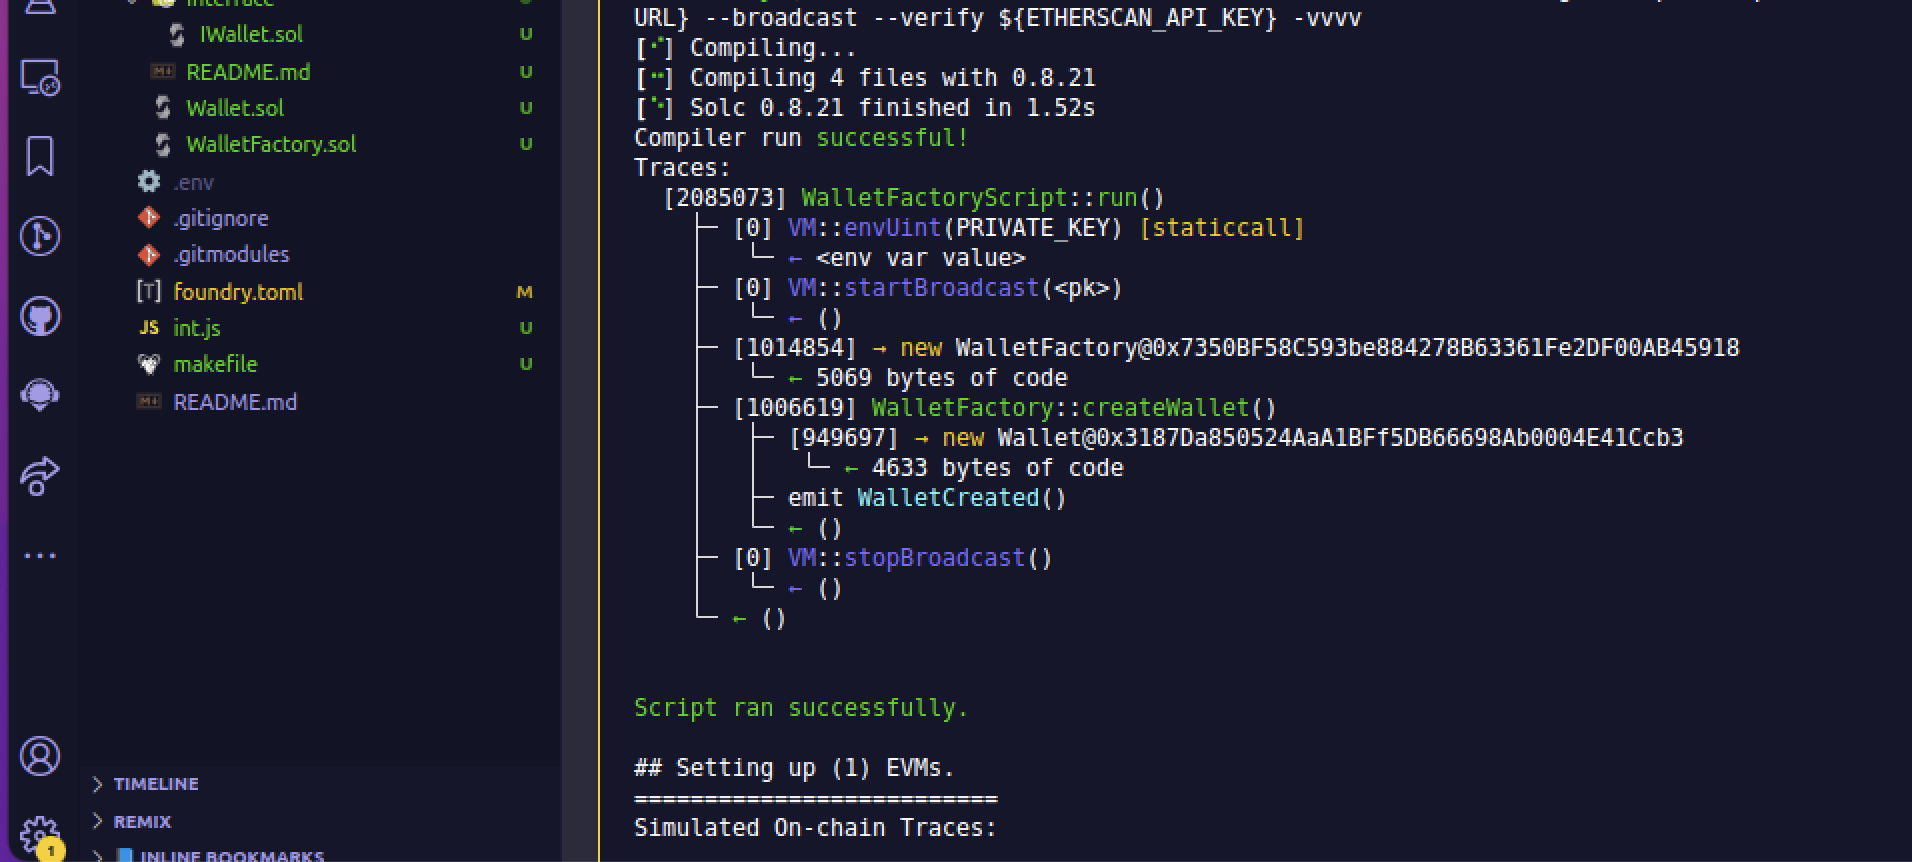 interface
IWallet.sol U
README.md U
Wallet.sol U
WalletFactory.sol U
.env
.gitignore
.gitmodules
foundry.toml M
JS int.js U
makefile U
README.md
TIMELINE
REMIX
INLINE BOOKMARKS
1
URL} --broadcast --verify ${ETHERSCAN_API_KEY} -vvvv
[⠊] Compiling...
[⠒] Compiling 4 files with 0.8.21
[⠢] Solc 0.8.21 finished in 1.52s
Compiler run successful!
Traces:
[2085073] WalletFactoryScript::run()
├─ [0] VM::envUint(PRIVATE_KEY) [staticcall]
│ └─ ← <env var value>
├─ [0] VM::startBroadcast(<pk>)
│ └─ ← ()
├─ [1014854] → new WalletFactory@0x7350BF58C593be884278B63361Fe2DF00AB45918
│ └─ ← 5069 bytes of code
├─ [1006619] WalletFactory::createWallet()
│ ├─ [949697] → new Wallet@0x3187Da850524AaA1BFf5DB66698Ab0004E41Ccb3
│ │ └─ ← 4633 bytes of code
│ ├─ emit WalletCreated()
│ └─ ← ()
├─ [0] VM::stopBroadcast()
│ └─ ← ()
└─ ← ()
Script ran successfully.
## Setting up (1) EVMs.
==========================
Simulated On-chain Traces: